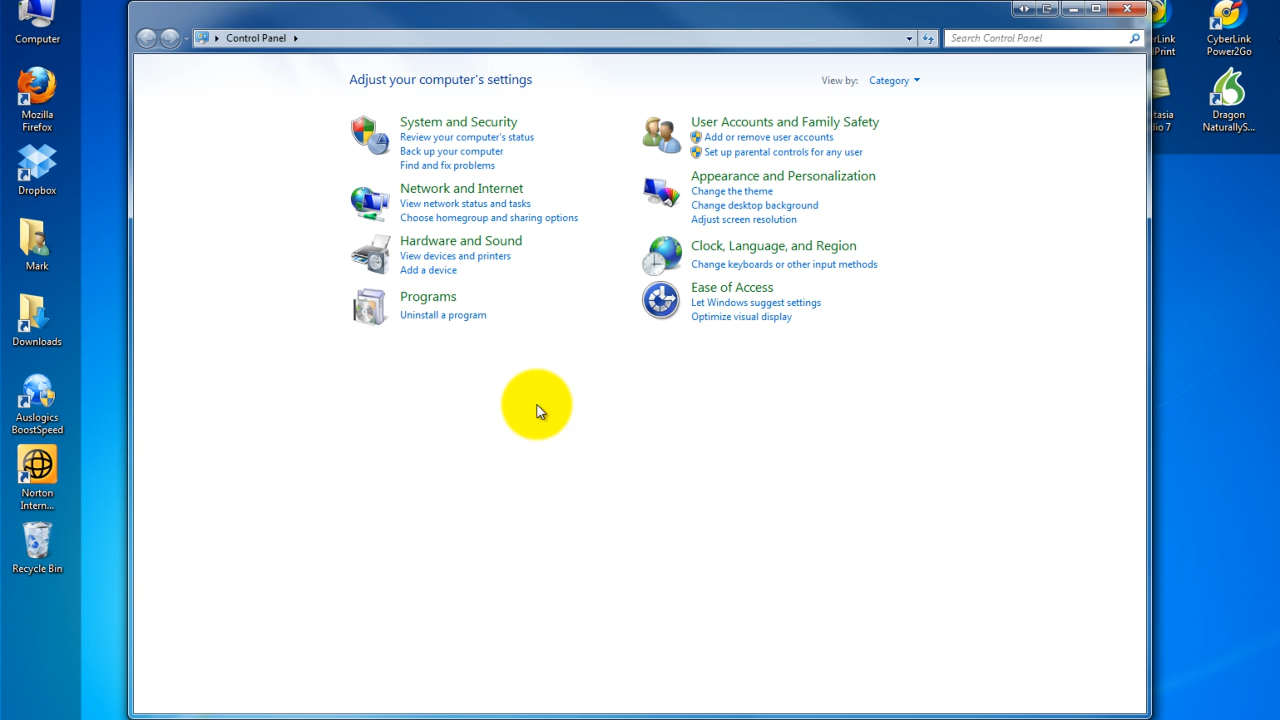 Computer
Mozilla
Firefox
Dropbox
Mark
Downloads
Auslogics
BoostSpeed
Norton
Intern...
Recycle Bin
Control Panel
Search Control Panel
Adjust your computer's settings
View by: Category
System and Security
Review your computer's status
Back up your computer
Find and fix problems
Network and Internet
View network status and tasks
Choose homegroup and sharing options
Hardware and Sound
View devices and printers
Add a device
Programs
Uninstall a program
User Accounts and Family Safety
Add or remove user accounts
Set up parental controls for any user
Appearance and Personalization
Change the theme
Change desktop background
Adjust screen resolution
Clock, Language, and Region
Change keyboards or other input methods
Ease of Access
Let Windows suggest settings
Optimize visual display
CyberLink
Power2Go
Dragon
NaturallyS...